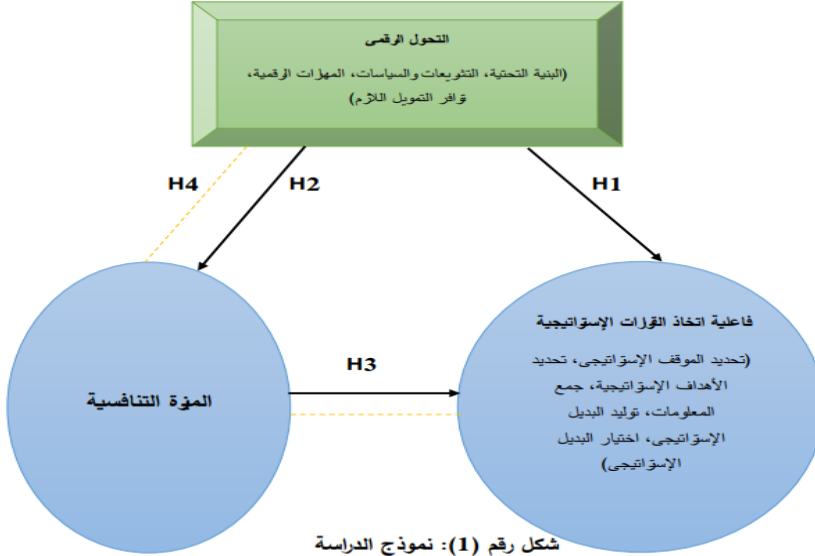 التحول الرقمى
(البنية التحتية، التشريعات والسياسات، المهارات الرقمية،
توافر التمويل اللازم)
H4
H2
H1
فاعلية اتخاذ القرارات الإستراتيجية
(تحديد الموقف الإستراتيجى، تحديد
الأهداف الإستراتيجية، جمع
المعلومات، توليد البديل
الإستراتيجى، اختيار البديل
الإستراتيجى)
H3
الميزة التنافسية
شكل رقم (1): نموذج الدراسة